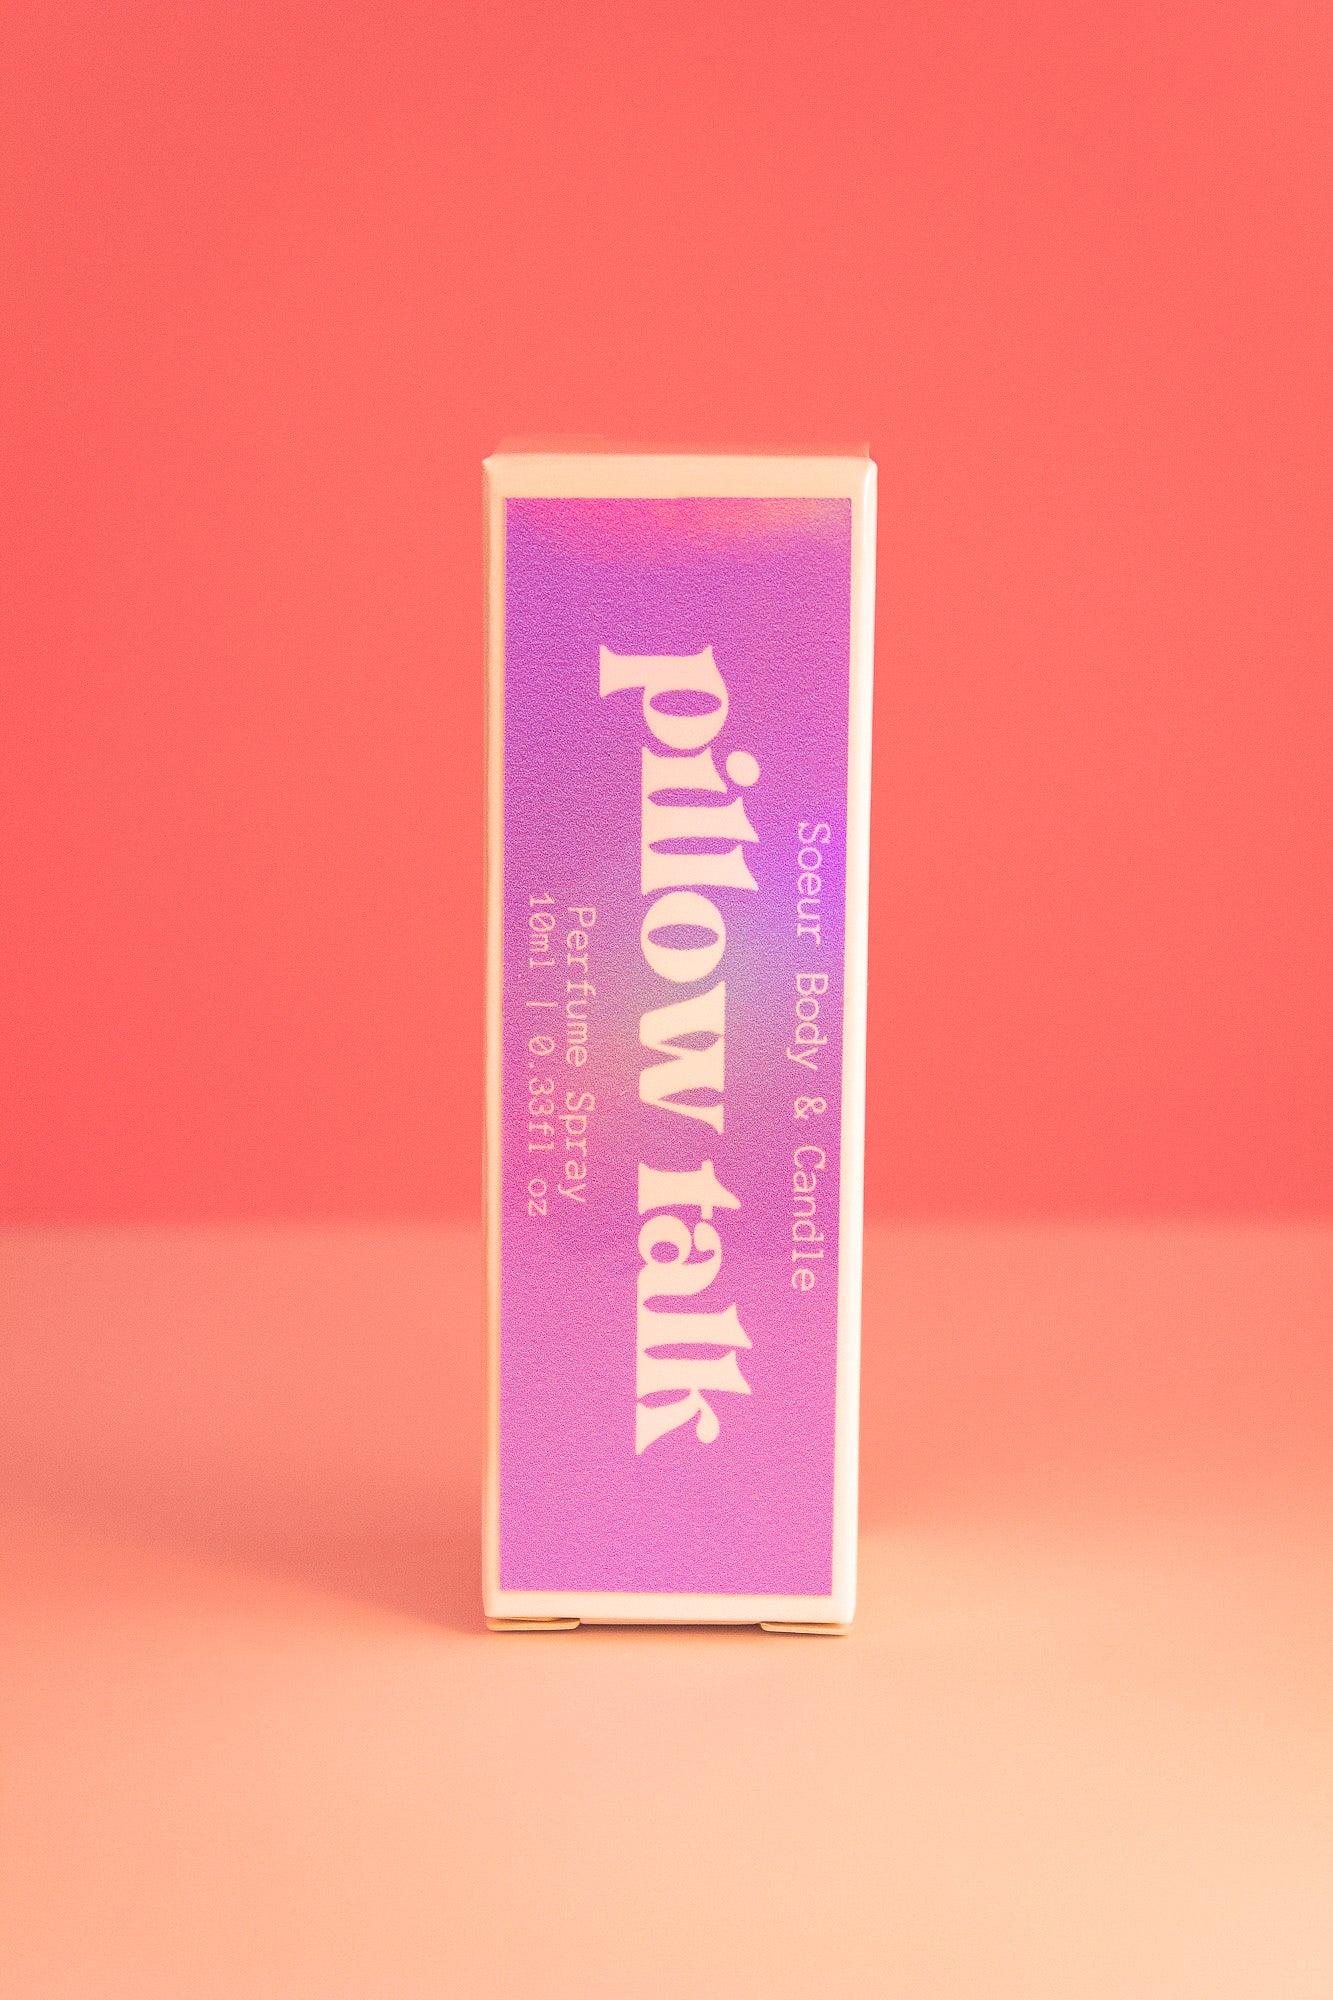 Soeur Body & Candle
pillow talk
Perfume Spray
10ml | 0.33fl oz